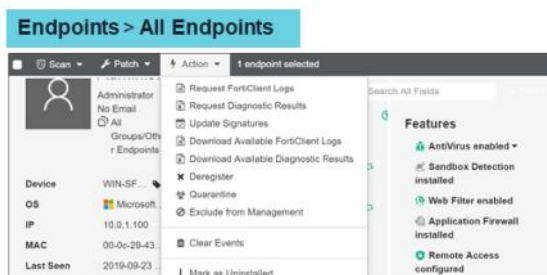 Endpoints > All Endpoints
Scan Patch Action 1 endpoint selected
Administrator
No Email
All
Groups/Oth
r Endpoints
Device WIN-SF...
OS Microsoft...
IP 10.0.1.100
MAC 00-0c-29-43...
Last Seen 2019-09-23 ...
Request FortiClient Logs
Request Diagnostic Results
Update Signatures
Download Available FortiClient Logs
Download Available Diagnostic Results
Deregister
Quarantine
Exclude from Management
Clear Events
Mark as Uninstalled
Search All Fields
Features
AntiVirus enabled
Sandbox Detection
installed
Web Filter enabled
Application Firewall
installed
Remote Access
configured